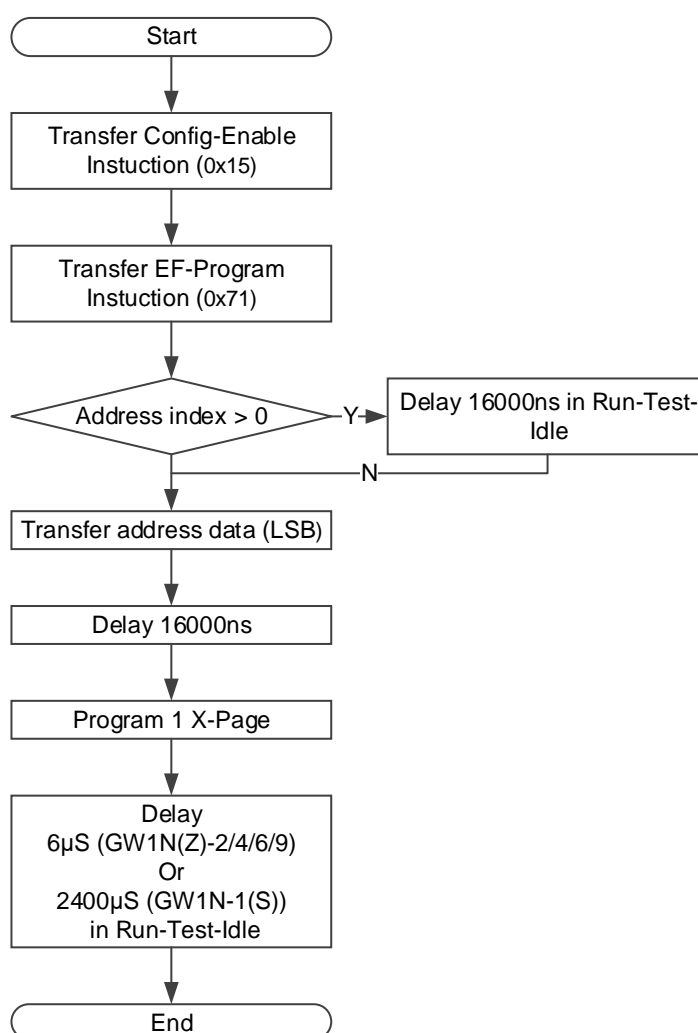 Start
Transfer Config-Enable
Instuction (0x15)
Transfer EF-Program
Instuction (0x71)
Address index > 0
Y
Delay 16000ns in Run-Test-
Idle
N
Transfer address data (LSB)
Delay 16000ns
Program 1 X-Page
Delay
6µS (GW1N(Z)-2/4/6/9)
Or
2400µS (GW1N-1(S))
in Run-Test-Idle
End